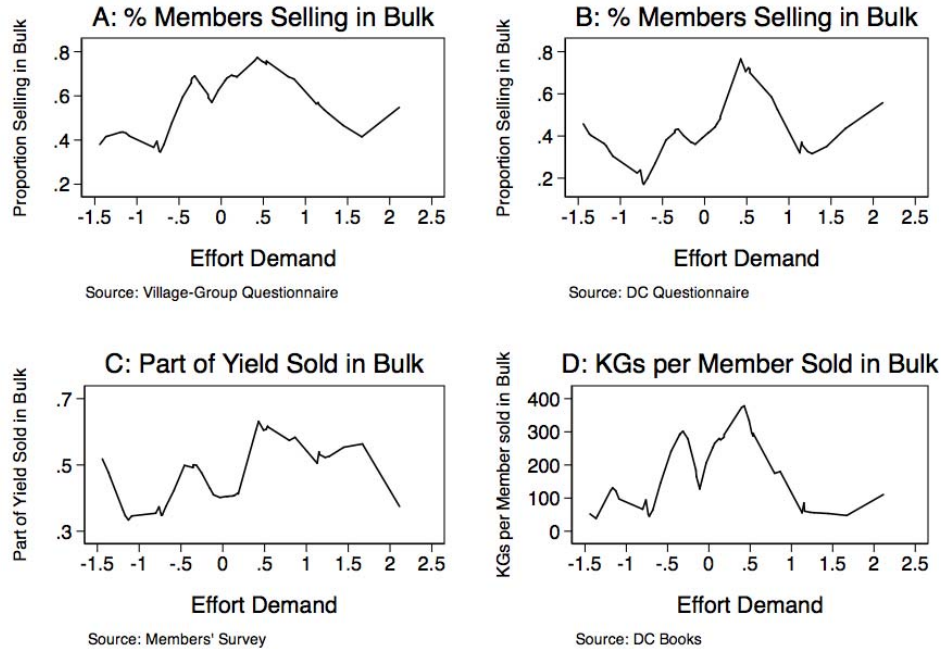 A: % Members Selling in Bulk
Proportion Selling in Bulk
.8
.6
.4
.2
-1.5 -1 -.5 0 .5 1 1.5 2 2.5
Effort Demand
Source: Village-Group Questionnaire
B: % Members Selling in Bulk
Proportion Selling in Bulk
.8
.6
.4
.2
-1.5 -1 -.5 0 .5 1 1.5 2 2.5
Effort Demand
Source: DC Questionnaire
C: Part of Yield Sold in Bulk
Part of Yield Sold in Bulk
.7
.5
.3
-1.5 -1 -.5 0 .5 1 1.5 2 2.5
Effort Demand
Source: Members' Survey
D: KGs per Member Sold in Bulk
KGs per Member sold in Bulk
400
300
200
100
0
-1.5 -1 -.5 0 .5 1 1.5 2 2.5
Effort Demand
Source: DC Books